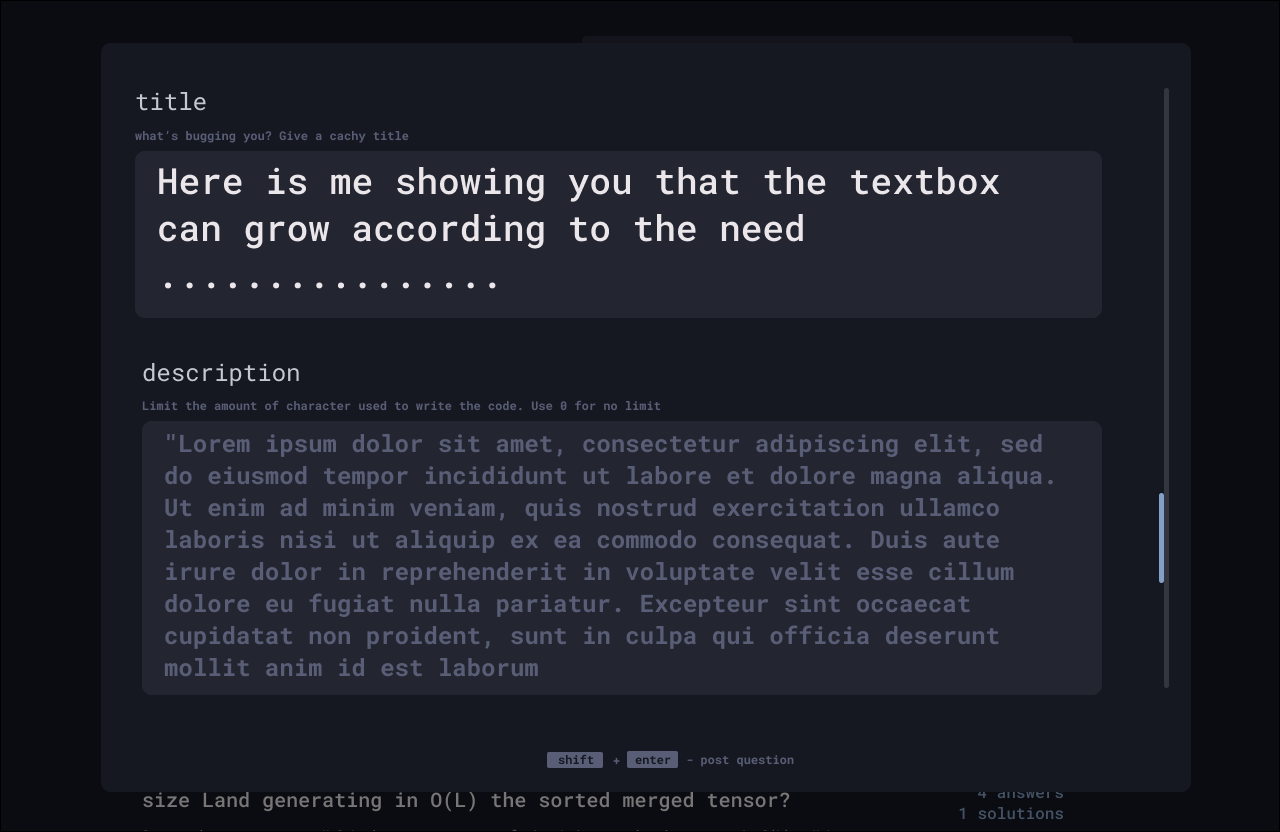 title
what's bugging you? Give a cachy title
Here is me showing you that the textbox
can grow according to the need
................
description
Limit the amount of character used to write the code. Use 0 for no limit
"Lorem ipsum dolor sit amet, consectetur adipiscing elit, sed
do eiusmod tempor incididunt ut labore et dolore magna aliqua.
Ut enim ad minim veniam, quis nostrud exercitation ullamco
laboris nisi ut aliquip ex ea commodo consequat. Duis aute
irure dolor in reprehenderit in voluptate velit esse cillum
dolore eu fugiat nulla pariatur. Excepteur sint occaecat
cupidatat non proident, sunt in culpa qui officia deserunt
mollit anim id est laborum
shift + enter - post question
size Land generating in O(L) the sorted merged tensor?
4 answers
1 solutions